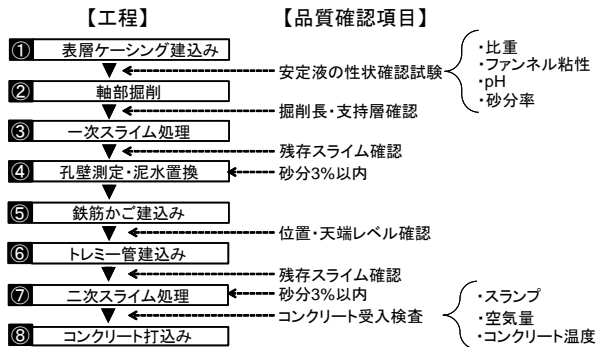 【工程】 【品質確認項目】
① 表層ケーシング建込み
安定液の性状確認試験
・比重
・ファンネル粘性
・pH
・砂分率
② 軸部掘削
掘削長・支持層確認
③ 一次スライム処理
残存スライム確認
④ 孔壁測定・泥水置換 砂分3%以内
⑤ 鉄筋かご建込み
位置・天端レベル確認
⑥ トレミー管建込み
残存スライム確認
⑦ 二次スライム処理 砂分3%以内
コンクリート受入検査
・スランプ
・空気量
・コンクリート温度
⑧ コンクリート打込み